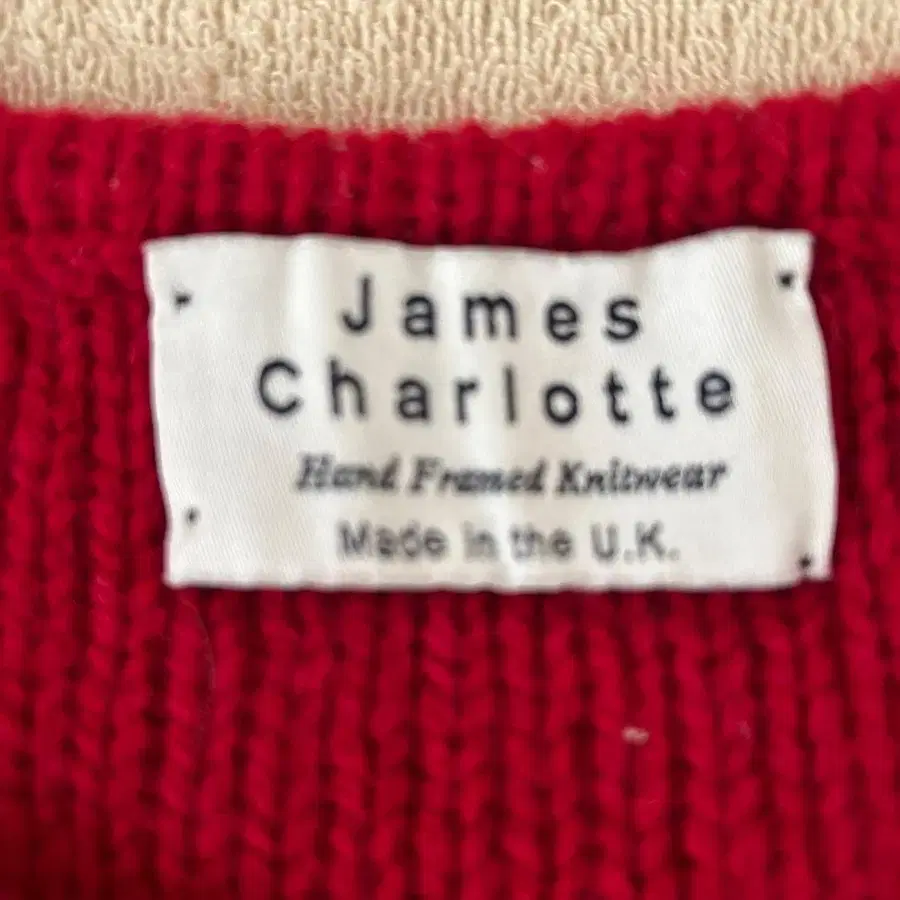 James
Charlotte
Hand Framed Knitwear
Made in the U.K.